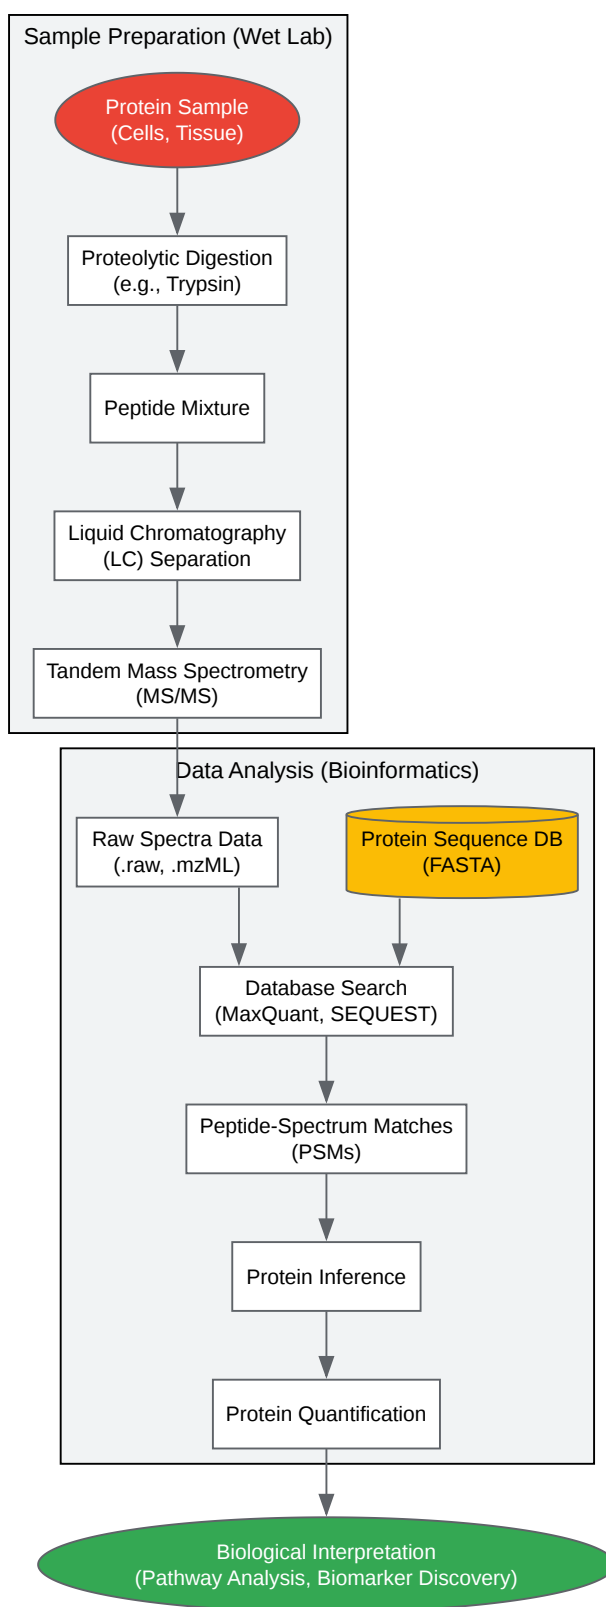 Sample Preparation (Wet Lab)
Protein Sample
(Cells, Tissue)
Proteolytic Digestion
(e.g., Trypsin)
Peptide Mixture
Liquid Chromatography
(LC) Separation
Tandem Mass Spectrometry
(MS/MS)
Data Analysis (Bioinformatics)
Raw Spectra Data
(.raw, .mzML)
Protein Sequence DB
(FASTA)
Database Search
(MaxQuant, SEQUEST)
Peptide-Spectrum Matches
(PSMs)
Protein Inference
Protein Quantification
Biological Interpretation
(Pathway Analysis, Biomarker Discovery)